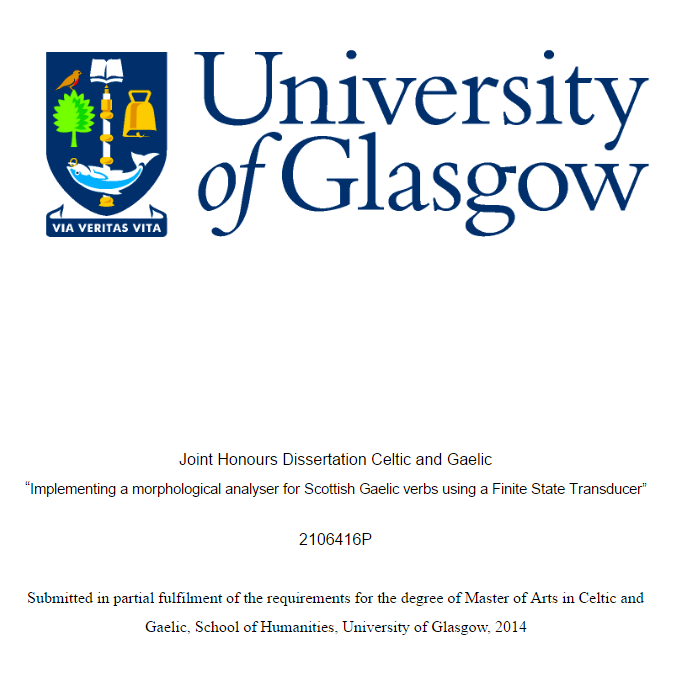 University
of Glasgow
VIA VERITAS VITA
Joint Honours Dissertation Celtic and Gaelic
“Implementing a morphological analyser for Scottish Gaelic verbs using a Finite State Transducer”
2106416P
Submitted in partial fulfilment of the requirements for the degree of Master of Arts in Celtic and
Gaelic, School of Humanities, University of Glasgow, 2014